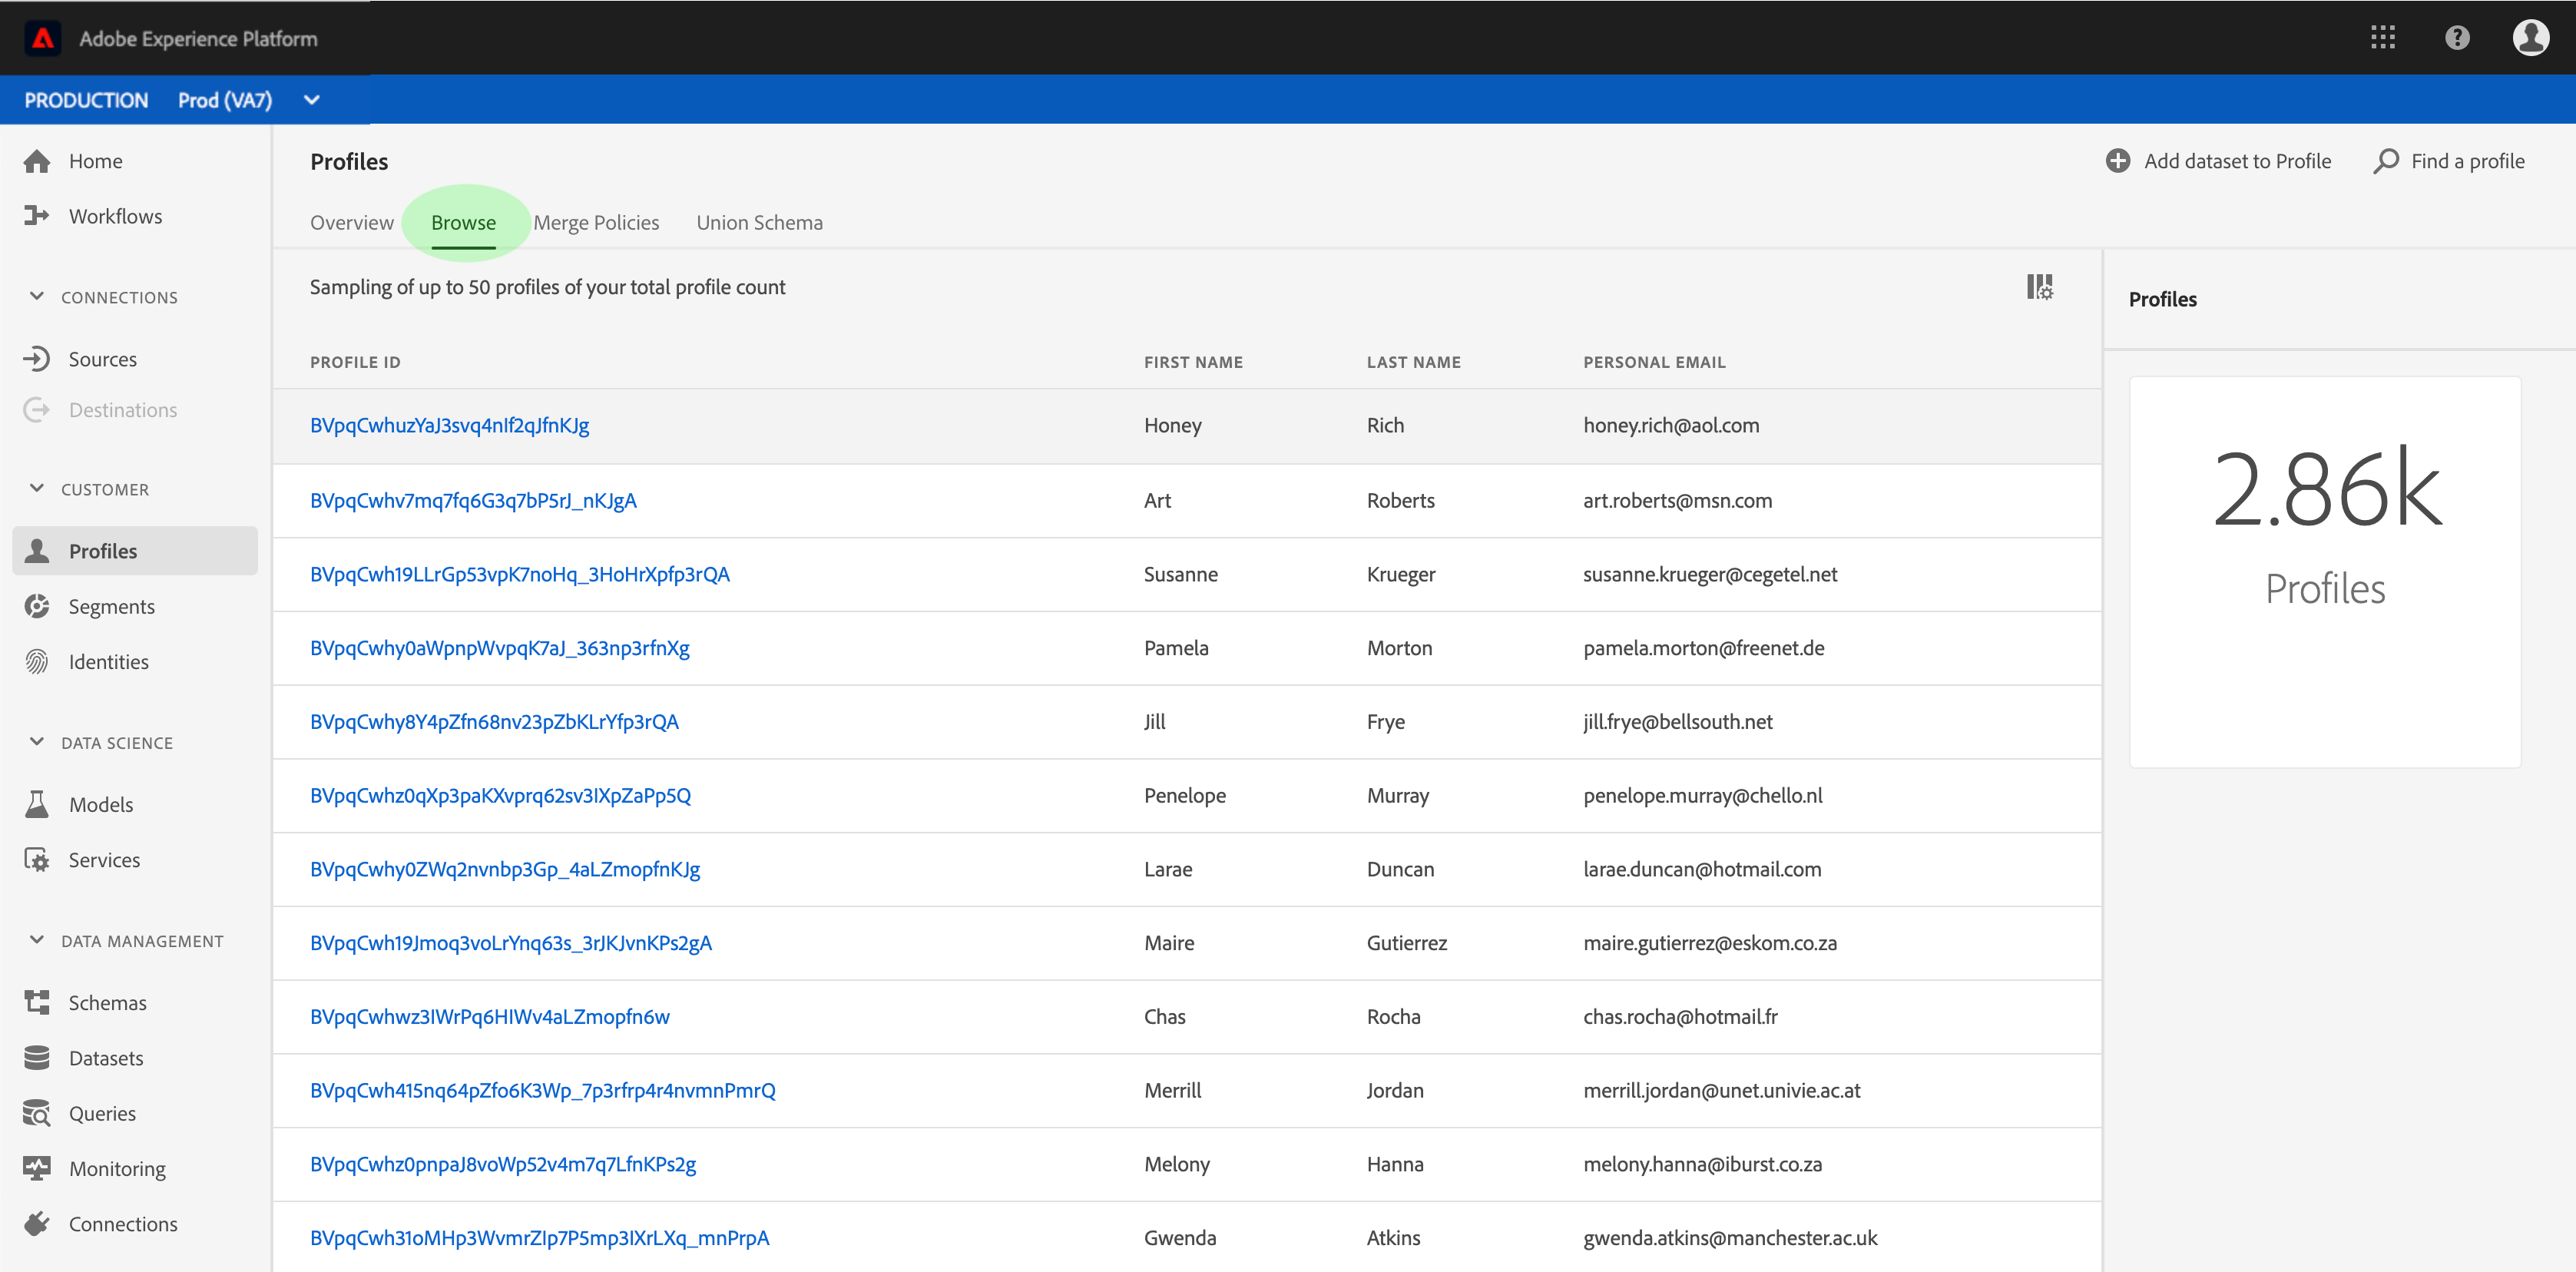 Adobe Experience Platform
PRODUCTION Prod (VA7)
Home
Workflows
CONNECTIONS
Sources
Destinations
CUSTOMER
Profiles
Segments
Identities
DATA SCIENCE
Models
Services
DATA MANAGEMENT
Schemas
Datasets
Queries
Monitoring
Connections
Profiles
Add dataset to Profile Find a profile
Overview Browse Merge Policies Union Schema
Sampling of up to 50 profiles of your total profile count
PROFILE ID FIRST NAME LAST NAME PERSONAL EMAIL
BVpqCwhuzYaJ3svq4nIf2qJfnKJg Honey Rich honey.rich@aol.com
BVpqCwhv7mq7fq6G3q7bP5rJ_nKJgA Art Roberts art.roberts@msn.com
BVpqCwh19LLrGp53vpK7noHq_3HoHrXpfp3rQA Susanne Krueger susanne.krueger@cegetel.net
BVpqCwhy0aWpnpWvpqK7aJ_363np3rfnXg Pamela Morton pamela.morton@freenet.de
BVpqCwhy8Y4pZfn68nv23pZbKLrYfp3rQA Jill Frye jill.frye@bellsouth.net
BVpqCwhz0qXp3paKXvprq62sv3IXpZaPp5Q Penelope Murray penelope.murray@chello.nl
BVpqCwhy0ZWq2nvnbp3Gp_4aLZmopfnKJg Larae Duncan larae.duncan@hotmail.com
BVpqCwh19Jmoq3voLrYnq63s_3rJKJvnKPs2gA Maire Gutierrez maire.gutierrez@eskom.co.za
BVpqCwhwz3IWrPq6HIWv4aLZmopfn6w Chas Rocha chas.rocha@hotmail.fr
BVpqCwh415nq64pZfo6K3Wp_7p3rfrp4r4nvmnPmrQ Merrill Jordan merrill.jordan@unet.univie.ac.at
BVpqCwhz0pnpaJ8voWp52v4m7q7LfnKPs2g Melony Hanna melony.hanna@iburst.co.za
BVpqCwh31oMHp3WvmrZIp7P5mp3IXrLXq_mnPrpA Gwenda Atkins gwenda.atkins@manchester.ac.uk
Profiles
2.86k
Profiles